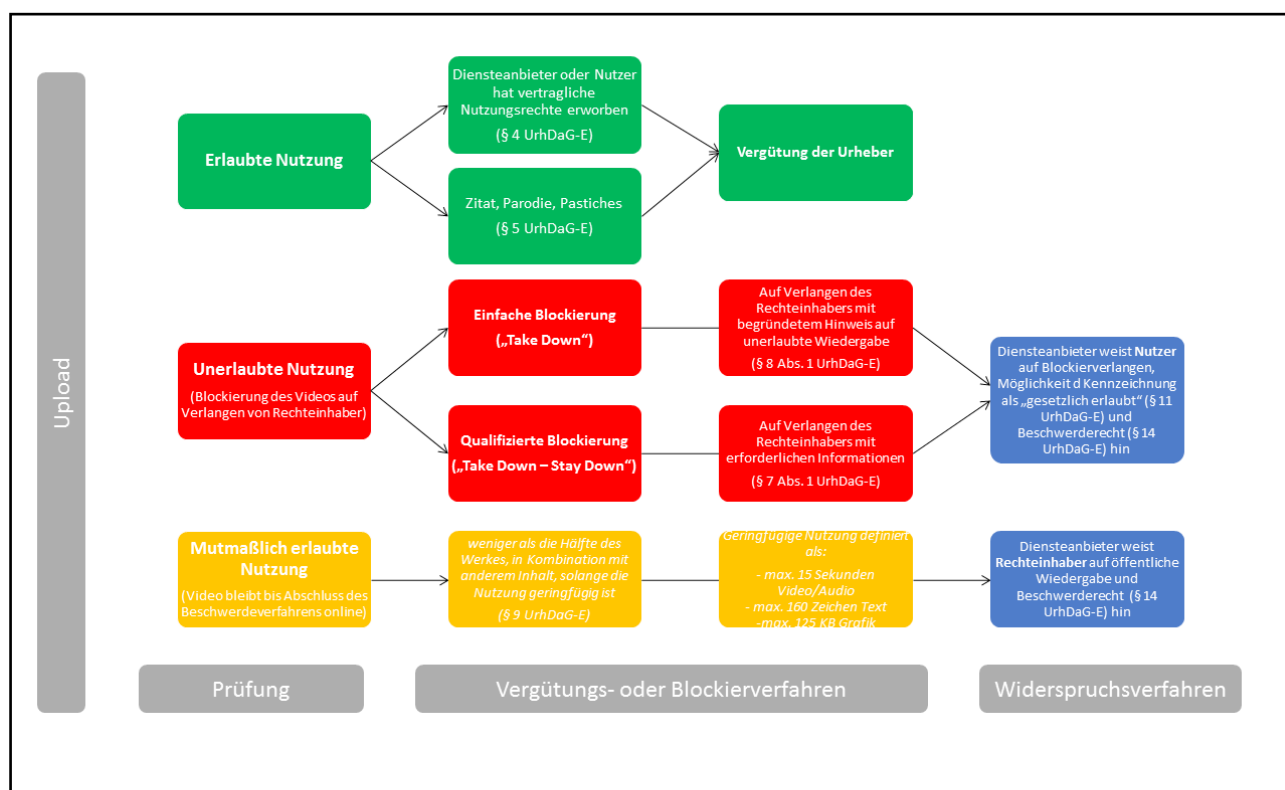 Upload
Erlaubte Nutzung
Diensteanbieter oder Nutzer
hat vertragliche
Nutzungsrechte erworben
(§ 4 UrhDaG-E)
Zitat, Parodie, Pastiches
(§ 5 UrhDaG-E)
Vergütung der Urheber
Unerlaubte Nutzung
(Blockierung des Videos auf
Verlangen von Rechteinhaber)
Einfache Blockierung
(„Take Down“)
Auf Verlangen des
Rechteinhabers mit
begründetem Hinweis auf
unerlaubte Wiedergabe
(§ 8 Abs. 1 UrhDaG-E)
Qualifizierte Blockierung
(„Take Down – Stay Down“)
Auf Verlangen des
Rechteinhabers mit
erforderlichen Informationen
(§ 7 Abs. 1 UrhDaG-E)
Diensteanbieter weist Nutzer
auf Blockierverlangen,
Möglichkeit d Kennzeichnung
als „gesetzlich erlaubt“ (§ 11
UrhDaG-E) und
Beschwerderecht (§ 14
UrhDaG-E) hin
Mutmaßlich erlaubte
Nutzung
(Video bleibt bis Abschluss des
Beschwerdeverfahrens online)
weniger als die Hälfte des
Werkes, in Kombination mit
anderem Inhalt, solange die
Nutzung geringfügig ist
(§ 9 UrhDaG-E)
Geringfügige Nutzung definiert
als:
- max. 15 Sekunden
Video/Audio
- max. 160 Zeichen Text
-max. 125 KB Grafik
Diensteanbieter weist
Rechteinhaber auf öffentliche
Wiedergabe und
Beschwerderecht (§ 14
UrhDaG-E) hin
Prüfung
Vergütungs- oder Blockierverfahren
Widerspruchsverfahren